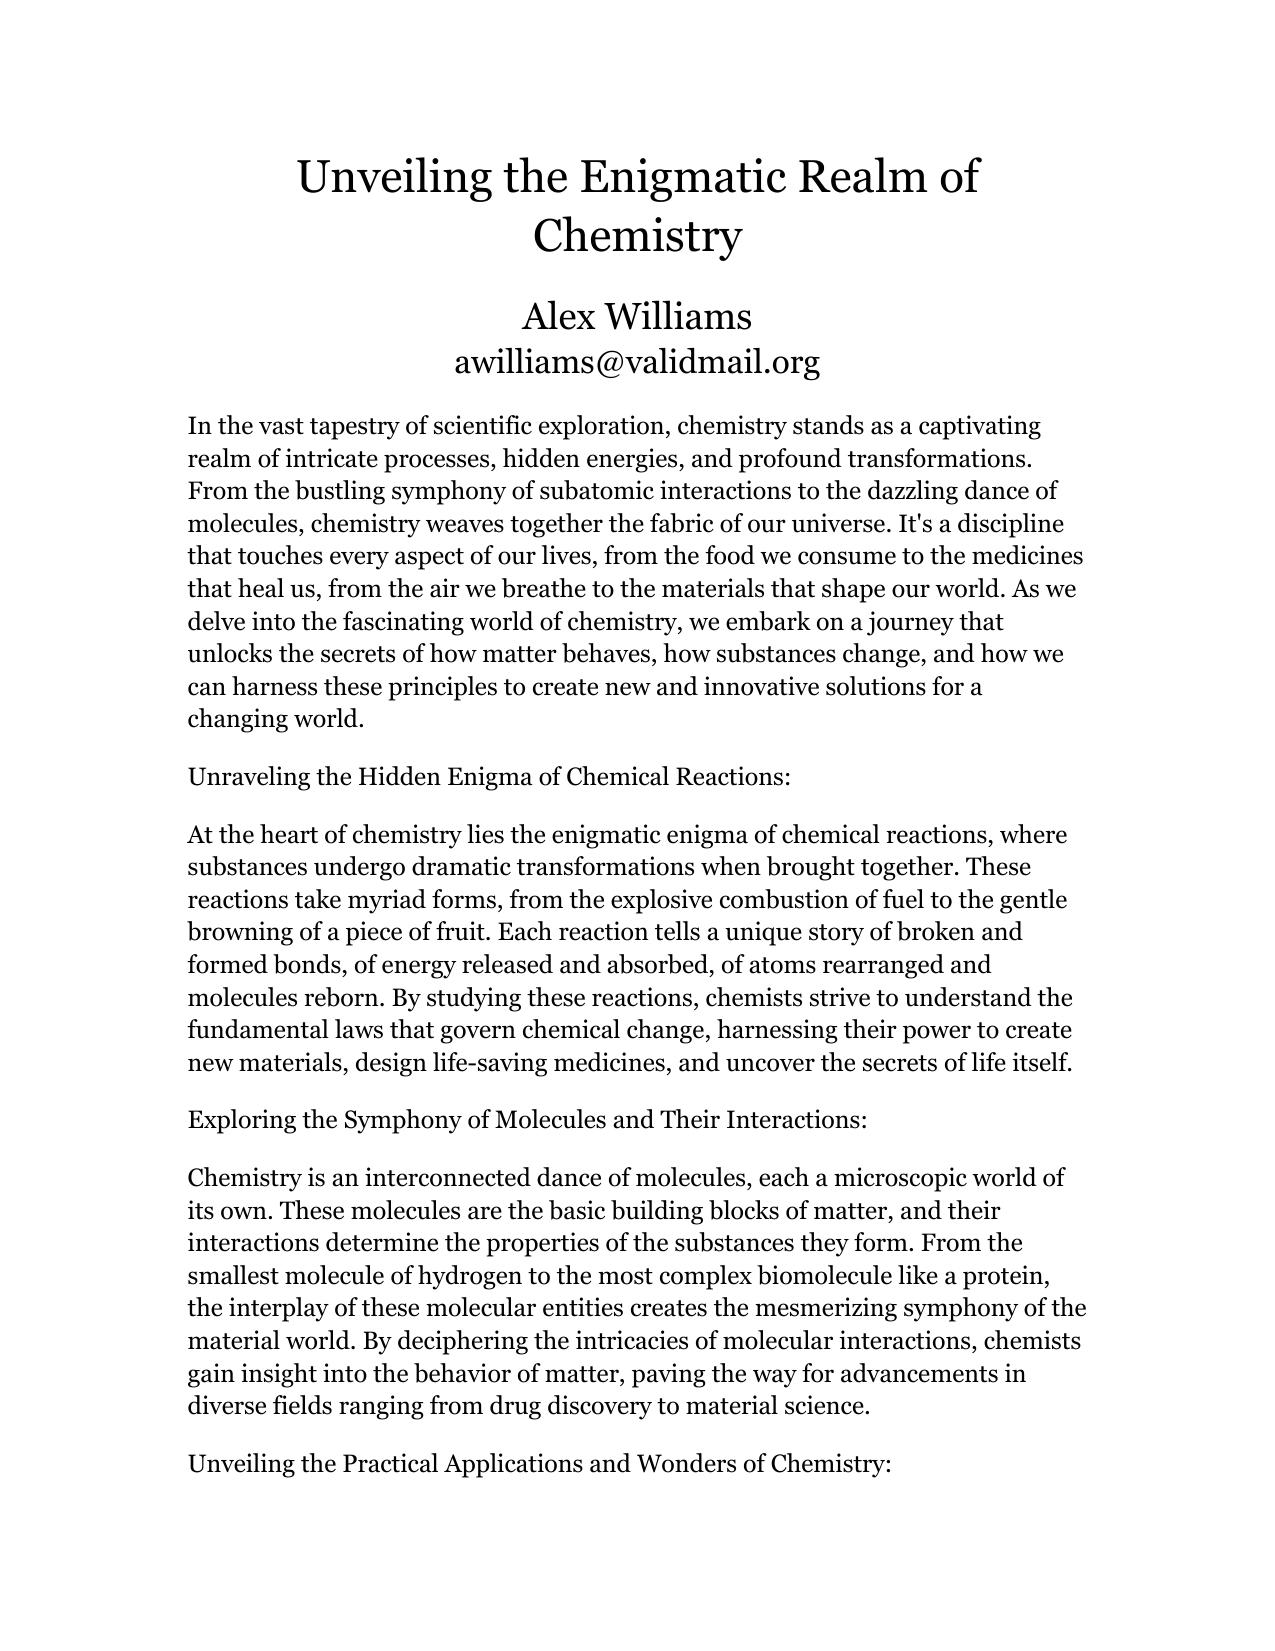 Unveiling the Enigmatic Realm of
Chemistry
Alex Williams
awilliams@validmail.org
In the vast tapestry of scientific exploration, chemistry stands as a captivating
realm of intricate processes, hidden energies, and profound transformations.
From the bustling symphony of subatomic interactions to the dazzling dance of
molecules, chemistry weaves together the fabric of our universe. It's a discipline
that touches every aspect of our lives, from the food we consume to the medicines
that heal us, from the air we breathe to the materials that shape our world. As we
delve into the fascinating world of chemistry, we embark on a journey that
unlocks the secrets of how matter behaves, how substances change, and how we
can harness these principles to create new and innovative solutions for a
changing world.
Unraveling the Hidden Enigma of Chemical Reactions:
At the heart of chemistry lies the enigmatic enigma of chemical reactions, where
substances undergo dramatic transformations when brought together. These
reactions take myriad forms, from the explosive combustion of fuel to the gentle
browning of a piece of fruit. Each reaction tells a unique story of broken and
formed bonds, of energy released and absorbed, of atoms rearranged and
molecules reborn. By studying these reactions, chemists strive to understand the
fundamental laws that govern chemical change, harnessing their power to create
new materials, design life-saving medicines, and uncover the secrets of life itself.
Exploring the Symphony of Molecules and Their Interactions:
Chemistry is an interconnected dance of molecules, each a microscopic world of
its own. These molecules are the basic building blocks of matter, and their
interactions determine the properties of the substances they form. From the
smallest molecule of hydrogen to the most complex biomolecule like a protein,
the interplay of these molecular entities creates the mesmerizing symphony of the
material world. By deciphering the intricacies of molecular interactions, chemists
gain insight into the behavior of matter, paving the way for advancements in
diverse fields ranging from drug discovery to material science.
Unveiling the Practical Applications and Wonders of Chemistry: